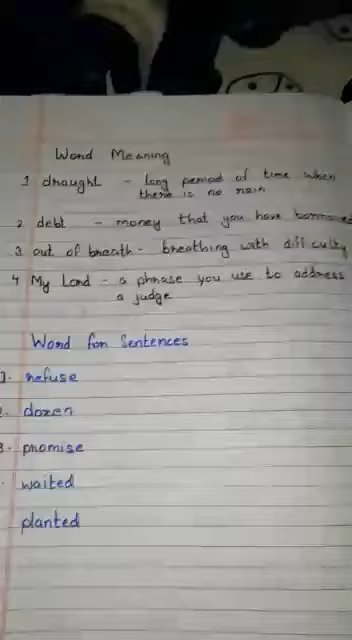 Word Meaning
1 draught - long period of time when
there is no rain
2 debt - money that you have borrowed
3 out of breath - breathing with difficulty
4 My Lord - a phrase you use to address
a judge
Word for Sentences
1. refuse
2. dozen
3. promise
. waited
planted